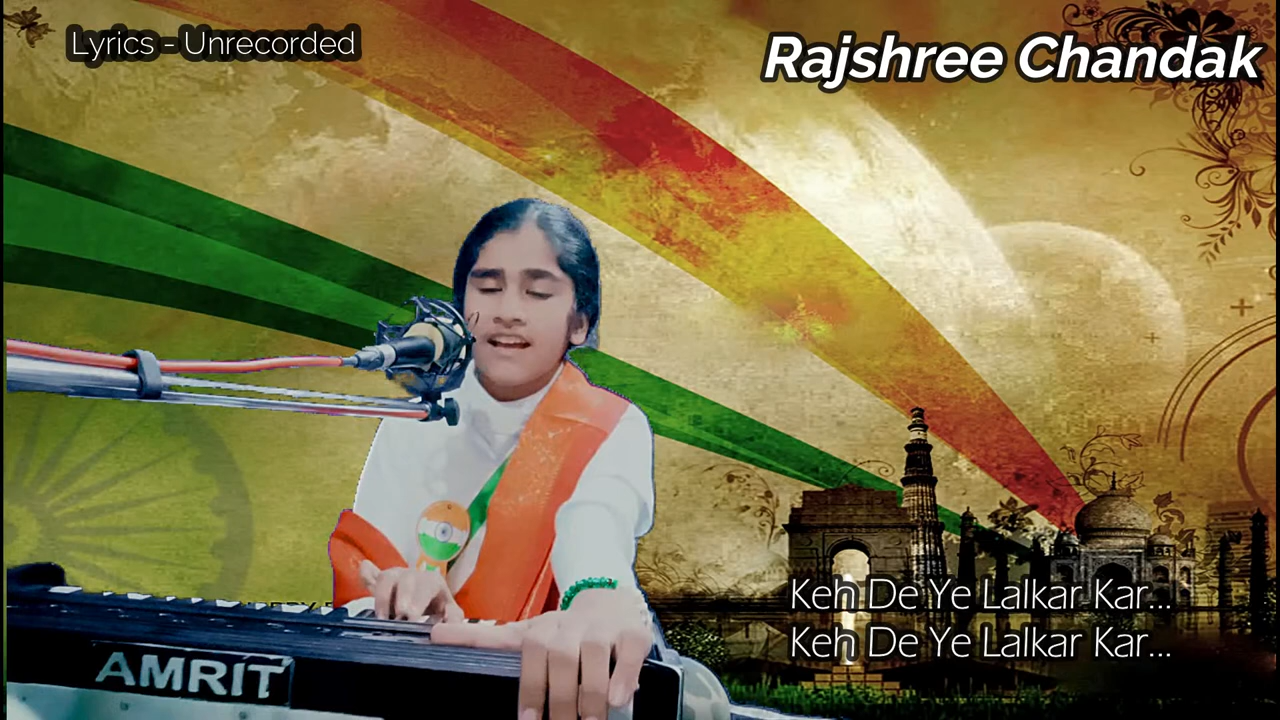 Lyrics - Unrecorded
Rajshree Chandak
Keh De Ye Lalkar Kar...
Keh De Ye Lalkar Kar...
AMRIT